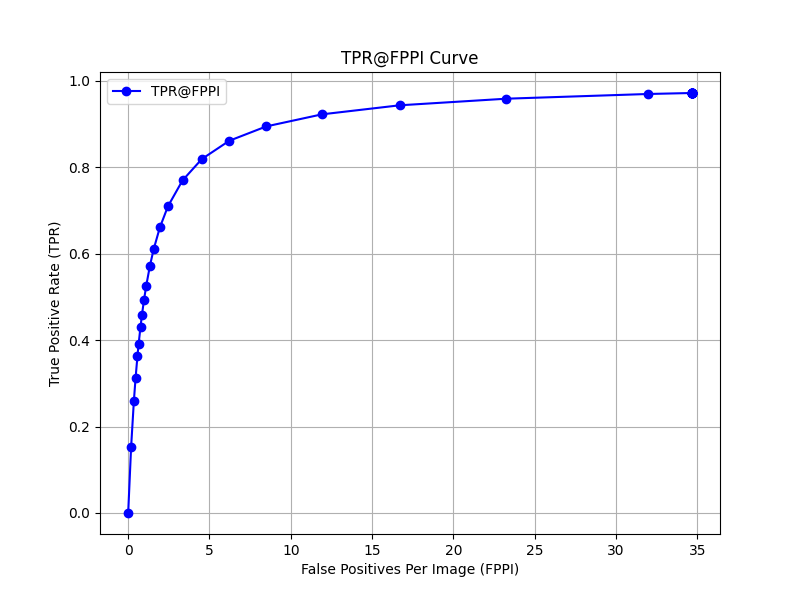 TPR@FPPI Curve
TPR@FPPI
True Positive Rate (TPR)
1.0
0.8
0.6
0.4
0.2
0.0
0 5 10 15 20 25 30 35
False Positives Per Image (FPPI)